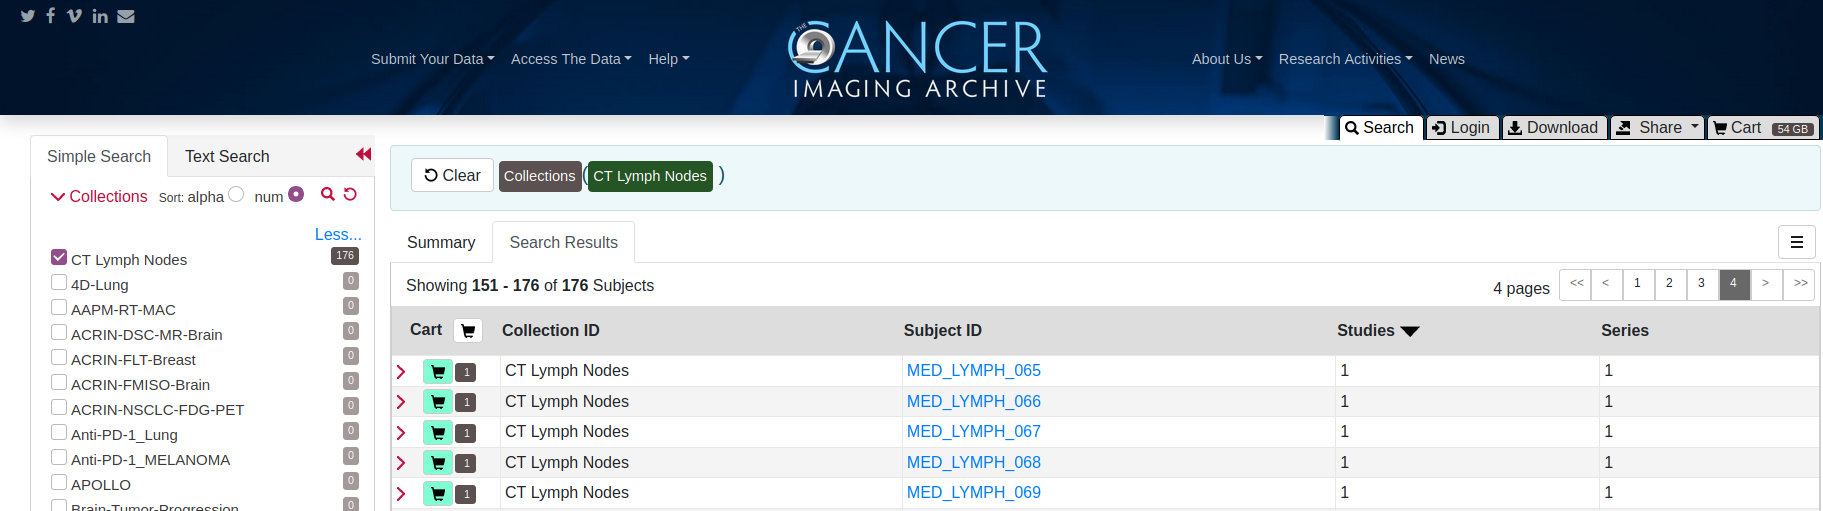 Submit Your Data Access The Data Help
THE CANCER
IMAGING ARCHIVE
About Us Research Activities News
Search Login Download Share Cart 54 GB
Simple Search Text Search
Collections Sort: alpha num
Less...
CT Lymph Nodes 176
4D-Lung 0
AAPM-RT-MAC 0
ACRIN-DSC-MR-Brain 0
ACRIN-FLT-Breast 0
ACRIN-FMISO-Brain 0
ACRIN-NSCLC-FDG-PET 0
Anti-PD-1_Lung 0
Anti-PD-1_MELANOMA 0
APOLLO 0
Brain-Tumor-Progression 0
Clear Collections ( CT Lymph Nodes )
Summary Search Results
Showing 151 - 176 of 176 Subjects
4 pages << < 1 2 3 4 > >>
Cart Collection ID Subject ID Studies Series
1 CT Lymph Nodes MED_LYMPH_065 1 1
1 CT Lymph Nodes MED_LYMPH_066 1 1
1 CT Lymph Nodes MED_LYMPH_067 1 1
1 CT Lymph Nodes MED_LYMPH_068 1 1
1 CT Lymph Nodes MED_LYMPH_069 1 1